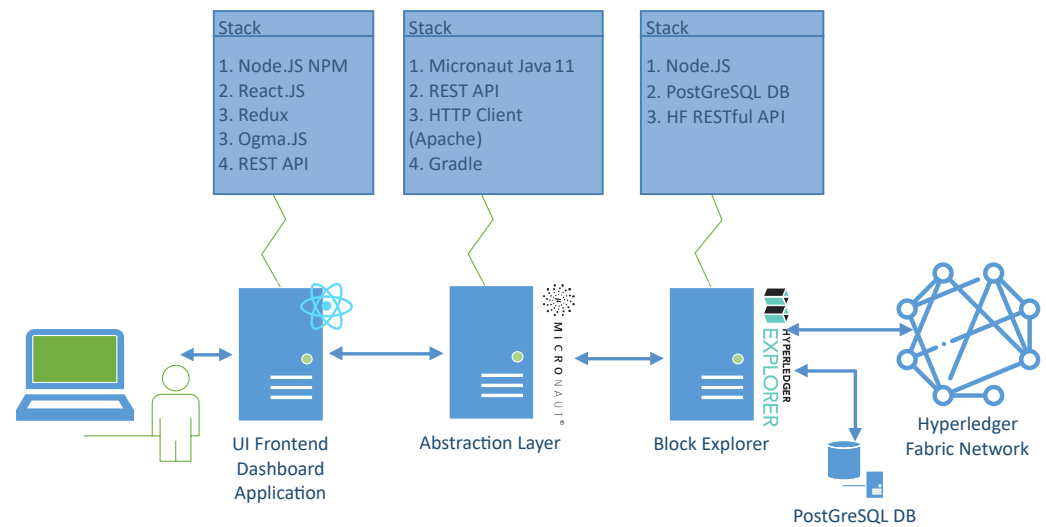 Stack
1. Node.JS NPM
2. React.JS
3. Redux
3. Ogma.JS
4. REST API
Stack
1. Micronaut Java 11
2. REST API
3. HTTP Client
(Apache)
4. Gradle
Stack
1. Node.JS
2. PostGreSQL DB
3. HF RESTful API
MICRONAUT®
HYPERLEDGER
EXPLORER
UI Frontend
Dashboard
Application
Abstraction Layer
Block Explorer
Hyperledger
Fabric Network
PostGreSQL DB